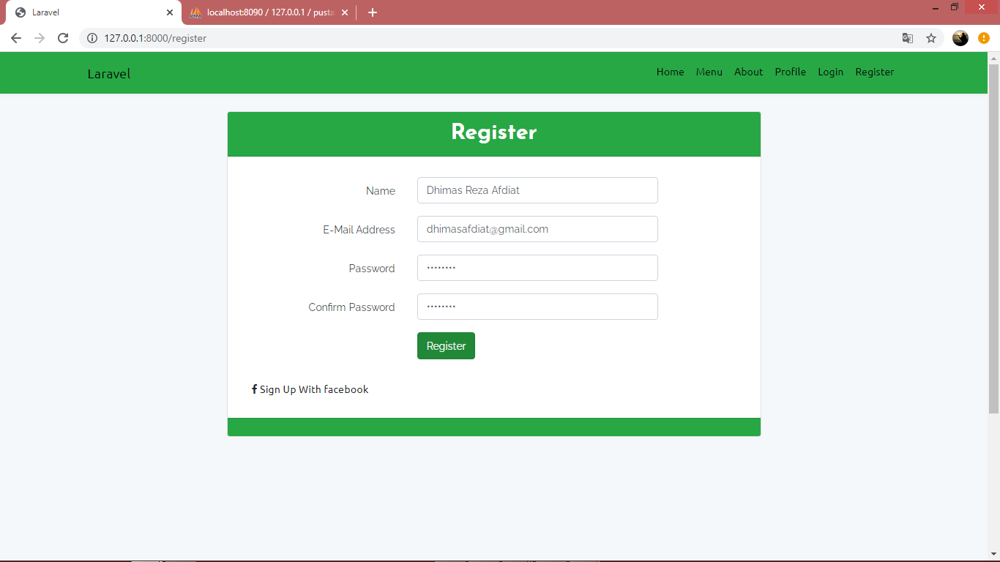 Laravel
localhost:8090 / 127.0.0.1 / pusta
127.0.0.1:8000/register
Laravel
Home Menu About Profile Login Register
Register
Name Dhimas Reza Afdiat
E-Mail Address dhimasafdiat@gmail.com
Password ••••••••
Confirm Password ••••••••
Register
Sign Up With facebook